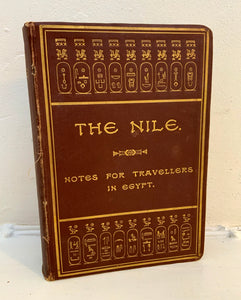 THE NILE.
NOTES FOR TRAVELLERS
IN EGYPT.